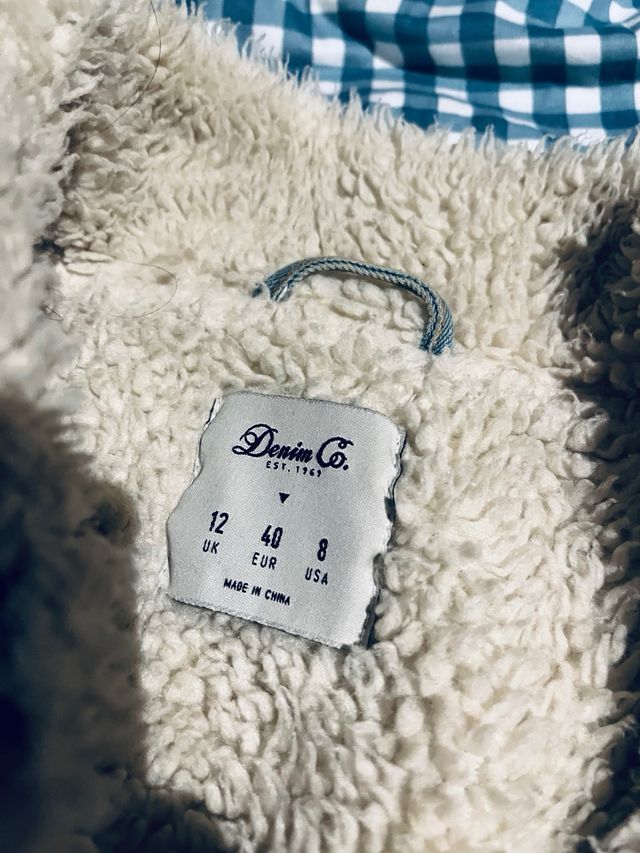 Denim Co.
EST. 1969
12 40 8
UK EUR USA
MADE IN CHINA